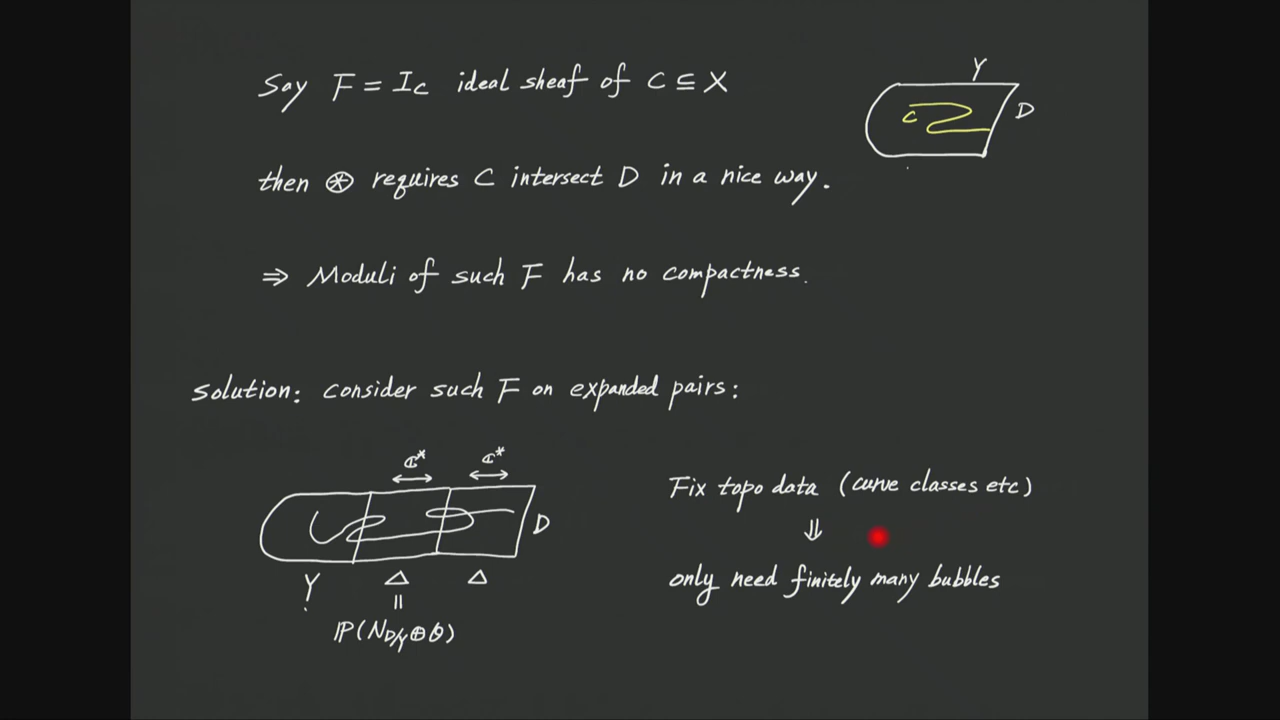 Say F = I_C ideal sheaf of C ⊆ X
Y
C
D
then ⊛ requires C intersect D in a nice way.
⇒ Moduli of such F has no compactness.
Solution: consider such F on expanded pairs:
ℂ* ℂ*
D
Y △ △
||
ℙ(N_{D/Y} ⊕ O)
Fix topo data (curve classes etc)
⇓
only need finitely many bubbles